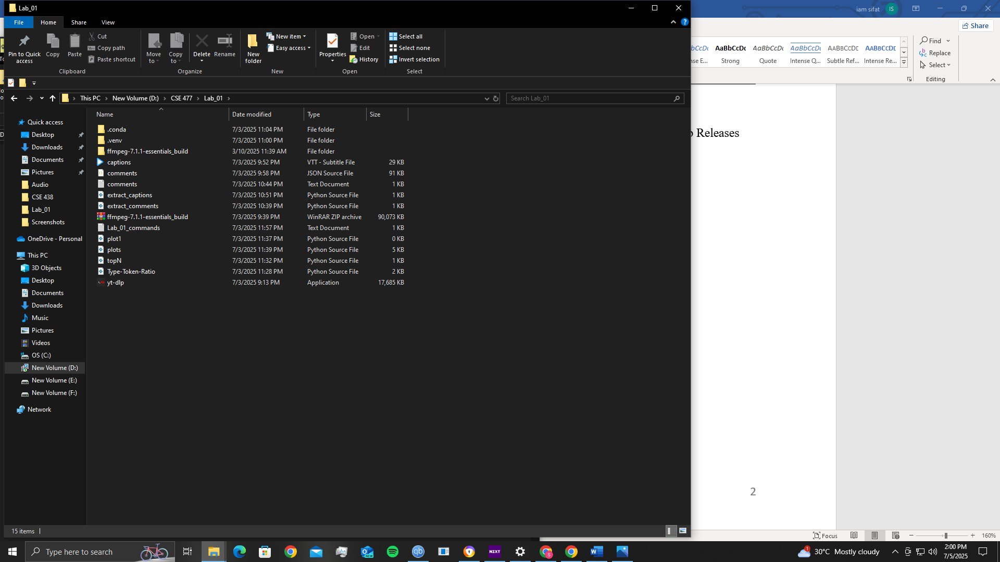 Lab_01
iam sifat
IS
File
Home
Share
View
Share
Pin to Quick access
Copy
Paste
Cut
Copy path
Paste shortcut
Clipboard
Move to
Copy to
Delete
Rename
Organize
New folder
New item
Easy access
New
Properties
Open
Edit
History
Open
Select all
Select none
Invert selection
Select
AaBbCcDc
AaBbCcDc
AaBbCcDc
AABBCCDE
AABBCCDE
nse E...
Strong
Quote
Intense Q...
Subtle Ref...
Intense Re...
Find
Replace
Select
Editing
This PC > New Volume (D:) > CSE 477 > Lab_01 >
Search Lab_01
Name Date modified Type Size
.conda 7/3/2025 11:04 PM File folder
.venv 7/3/2025 11:00 PM File folder
ffmpeg-7.1.1-essentials_build 3/10/2025 11:39 AM File folder
captions 7/3/2025 9:52 PM VTT - Subtitle File 29 KB
comments 7/3/2025 9:58 PM JSON Source File 91 KB
comments 7/3/2025 10:44 PM Text Document 1 KB
extract_captions 7/3/2025 10:51 PM Python Source File 1 KB
extract_comments 7/3/2025 10:39 PM Python Source File 1 KB
ffmpeg-7.1.1-essentials_build 7/3/2025 9:39 PM WinRAR ZIP archive 90,073 KB
Lab_01_commands 7/3/2025 11:57 PM Text Document 1 KB
plot1 7/3/2025 11:37 PM Python Source File 0 KB
plots 7/3/2025 11:39 PM Python Source File 5 KB
topN 7/3/2025 11:32 PM Python Source File 1 KB
Type-Token-Ratio 7/3/2025 11:28 PM Python Source File 2 KB
yt-dlp 7/3/2025 9:13 PM Application 17,685 KB
Quick access
Desktop
Downloads
Documents
Pictures
Audio
CSE 438
Lab_01
Screenshots
OneDrive - Personal
This PC
3D Objects
Desktop
Documents
Downloads
Music
Pictures
Videos
OS (C:)
New Volume (D:)
New Volume (E:)
New Volume (F:)
Network
Releases
2
15 items
Focus
160%
Type here to search
NEW
NZXT
30°C Mostly cloudy
2:00 PM
7/5/2025